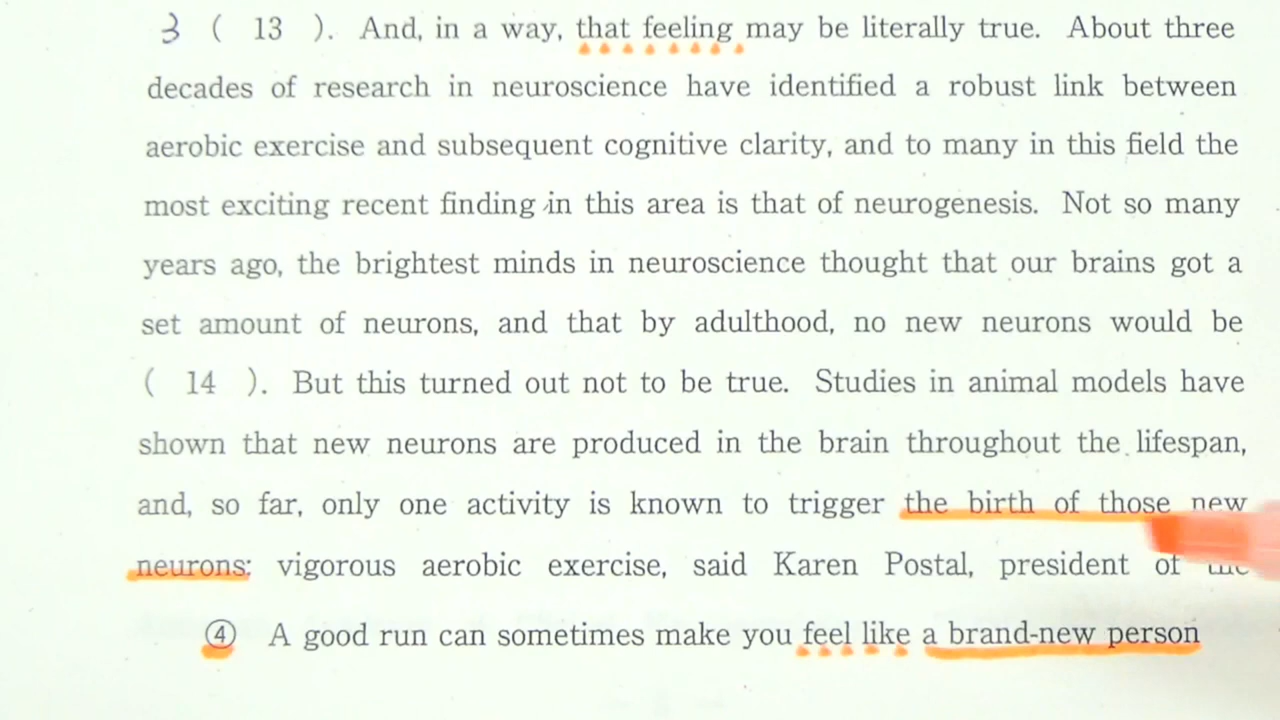 3 ( 13 ). And, in a way, that feeling may be literally true. About three
decades of research in neuroscience have identified a robust link between
aerobic exercise and subsequent cognitive clarity, and to many in this field the
most exciting recent finding in this area is that of neurogenesis. Not so many
years ago, the brightest minds in neuroscience thought that our brains got a
set amount of neurons, and that by adulthood, no new neurons would be
( 14 ). But this turned out not to be true. Studies in animal models have
shown that new neurons are produced in the brain throughout the lifespan,
and, so far, only one activity is known to trigger the birth of those new
neurons: vigorous aerobic exercise, said Karen Postal, president of the
④ A good run can sometimes make you feel like a brand-new person